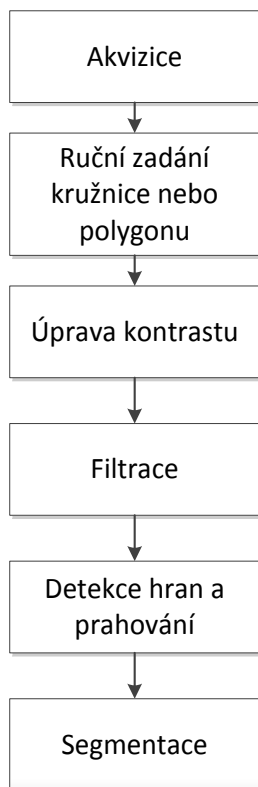 Akvizice
Ruční zadání
kružnice nebo
polygonu
Úprava kontrastu
Filtrace
Detekce hran a
prahování
Segmentace